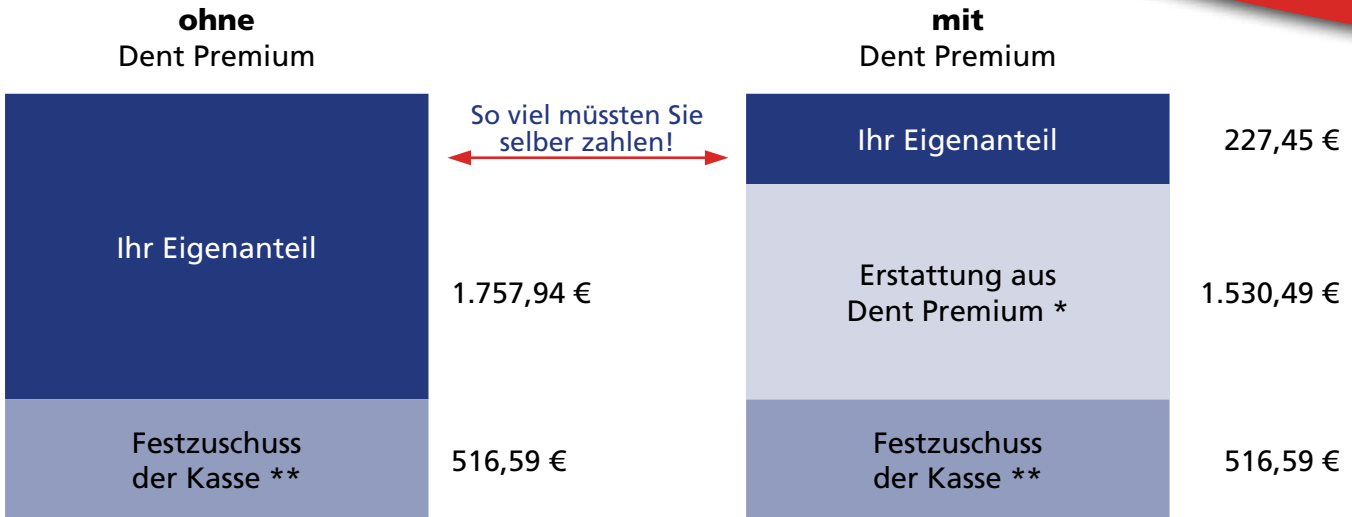 ohne
Dent Premium
mit
Dent Premium
So viel müssten Sie
selber zahlen!
Ihr Eigenanteil
1.757,94 €
Festzuschuss
der Kasse **
516,59 €
Ihr Eigenanteil
227,45 €
Erstattung aus
Dent Premium *
1.530,49 €
Festzuschuss
der Kasse **
516,59 €